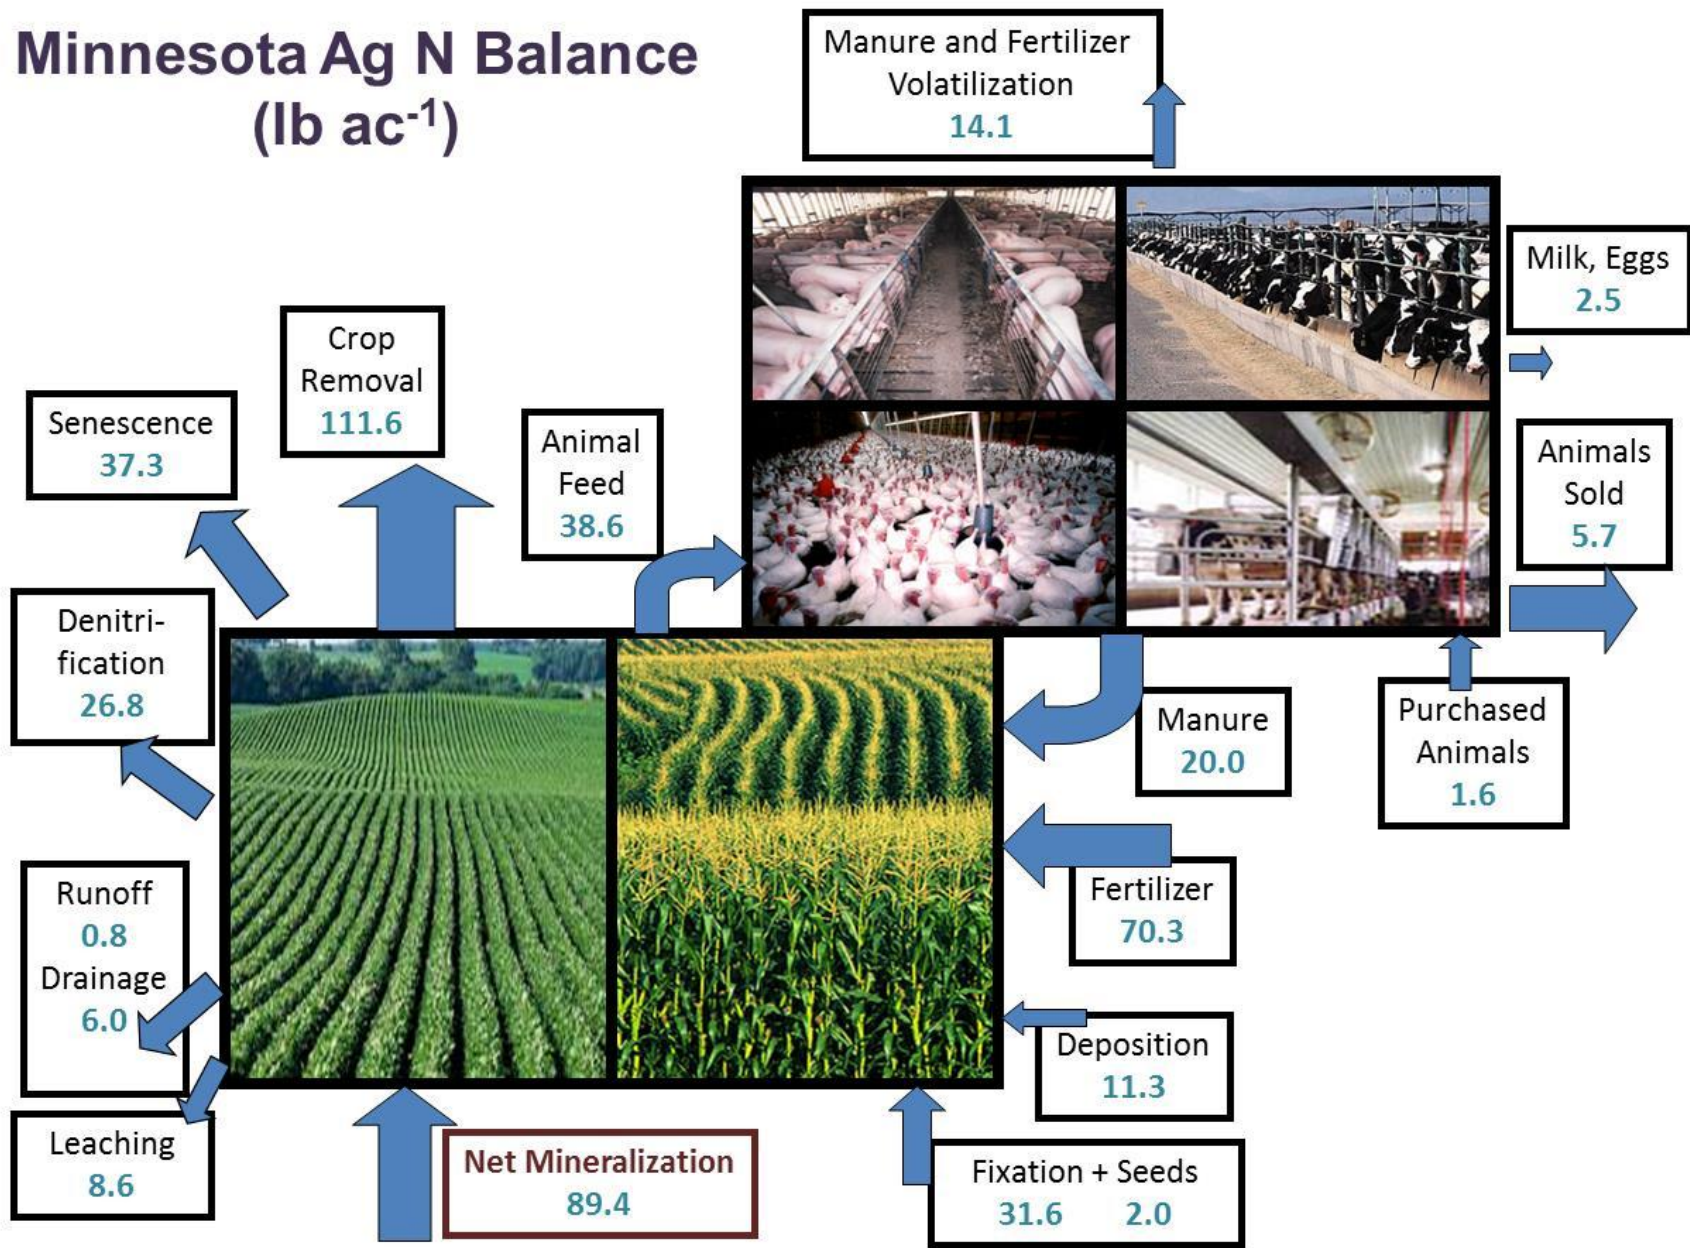 Minnesota Ag N Balance
(lb ac⁻¹)
Manure and Fertilizer
Volatilization
14.1
Milk, Eggs
2.5
Crop
Removal
111.6
Senescence
37.3
Animal
Feed
38.6
Animals
Sold
5.7
Denitri-
fication
26.8
Manure
20.0
Purchased
Animals
1.6
Runoff
0.8
Drainage
6.0
Fertilizer
70.3
Deposition
11.3
Leaching
8.6
Net Mineralization
89.4
Fixation + Seeds
31.6 2.0